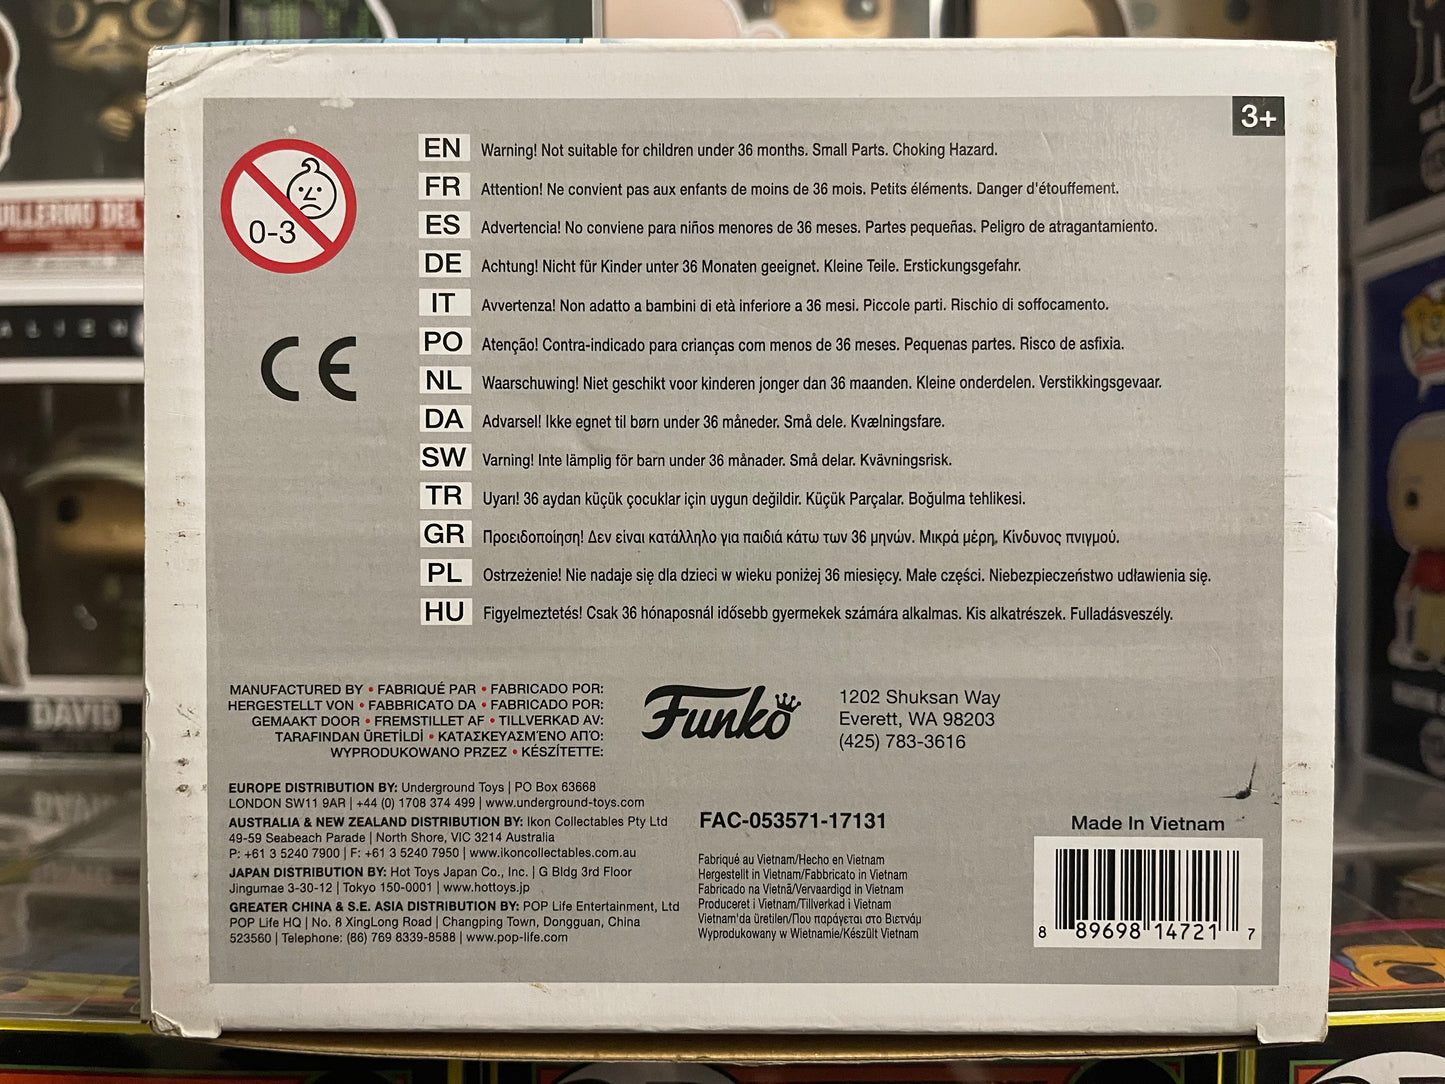 3+
0-3
EN Warning! Not suitable for children under 36 months. Small Parts. Choking Hazard.
FR Attention! Ne convient pas aux enfants de moins de 36 mois. Petits éléments. Danger d'étouffement.
ES Advertencia! No conviene para niños menores de 36 meses. Partes pequeñas. Peligro de atragantamiento.
DE Achtung! Nicht für Kinder unter 36 Monaten geeignet. Kleine Teile. Erstickungsgefahr.
IT Avvertenza! Non adatto a bambini di età inferiore a 36 mesi. Piccole parti. Rischio di soffocamento.
PO Atenção! Contra-indicado para crianças com menos de 36 meses. Pequenas partes. Risco de asfixia.
NL Waarschuwing! Niet geschikt voor kinderen jonger dan 36 maanden. Kleine onderdelen. Verstikkingsgevaar.
DA Advarsel! Ikke egnet til børn under 36 måneder. Små dele. Kvælningsfare.
SW Varning! Inte lämplig för barn under 36 månader. Små delar. Kvävningsrisk.
TR Uyarı! 36 aydan küçük çocuklar için uygun değildir. Küçük Parçalar. Boğulma tehlikesi.
GR Προειδοποίηση! Δεν είναι κατάλληλο για παιδιά κάτω των 36 μηνών. Μικρά μέρη. Κίνδυνος πνιγμού.
PL Ostrzeżenie! Nie nadaje się dla dzieci w wieku poniżej 36 miesięcy. Małe części. Niebezpieczeństwo udławienia się.
HU Figyelmeztetés! Csak 36 hónaposnál idősebb gyermekek számára alkalmas. Kis alkatrészek. Fulladásveszély.
CE
MANUFACTURED BY • FABRIQUÉ PAR • FABRICADO POR:
HERGESTELLT VON • FABBRICATO DA • FABRICADO POR:
GEMAAKT DOOR • FREMSTILLET AF • TILLVERKAD AV:
TARAFINDAN ÜRETİLDİ • ΚΑΤΑΣΚΕΥΑΣΜΈΝΟ ΑΠΌ:
WYPRODUKOWANO PRZEZ • KÉSZÍTETTE:
Funko
1202 Shuksan Way
Everett, WA 98203
(425) 783-3616
EUROPE DISTRIBUTION BY: Underground Toys | PO Box 63668
LONDON SW11 9AR | +44 (0) 1708 374 499 | www.underground-toys.com
AUSTRALIA & NEW ZEALAND DISTRIBUTION BY: Ikon Collectables Pty Ltd
49-59 Seabeach Parade | North Shore, VIC 3214 Australia
P: +61 3 5240 7900 | F: +61 3 5240 7950 | www.ikoncollectables.com.au
JAPAN DISTRIBUTION BY: Hot Toys Japan Co., Inc. | G Bldg 3rd Floor
Jingumae 3-30-12 | Tokyo 150-0001 | www.hottoys.jp
GREATER CHINA & S.E. ASIA DISTRIBUTION BY: POP Life Entertainment, Ltd
POP Life HQ | No. 8 XingLong Road | Changping Town, Dongguan, China
523560 | Telephone: (86) 769 8339-8588 | www.pop-life.com
FAC-053571-17131
Fabriqué au Vietnam/Hecho en Vietnam
Hergestellt in Vietnam/Fabbricato in Vietnam
Fabricado na Vietnã/Vervaardigd in Vietnam
Produceret i Vietnam/Tillverkad i Vietnam
Vietnam'da üretilen/Που παράγεται στο Βιετνάμ
Wyprodukowany w Wietnamie/Készült Vietnam
Made In Vietnam
8 89698 14721 7
UILLERMO DEL
ALIEN
DAVID